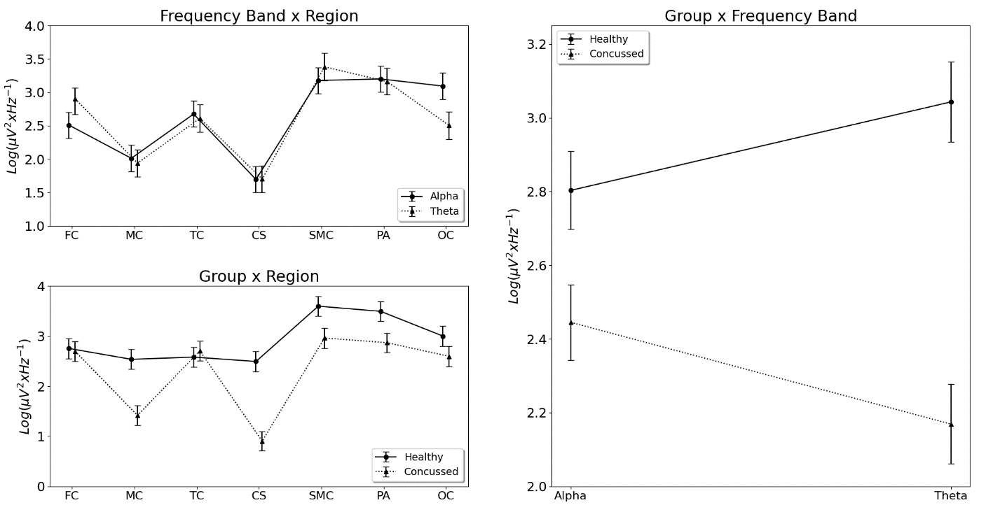 Frequency Band x Region
Log(μV²xHz⁻¹)
4.0
3.5
3.0
2.5
2.0
1.5
1.0
FC MC TC CS SMC PA OC
Alpha
Theta
Group x Region
Log(μV²xHz⁻¹)
4
3
2
1
0
FC MC TC CS SMC PA OC
Healthy
Concussed
Group x Frequency Band
Healthy
Concussed
Log(μV²xHz⁻¹)
3.2
3.0
2.8
2.6
2.4
2.2
2.0
Alpha Theta